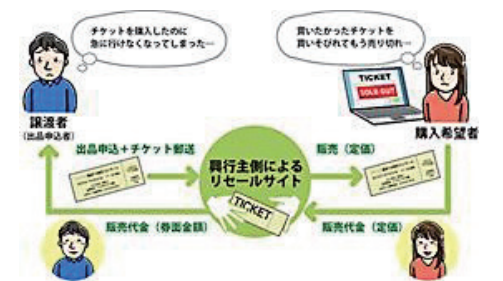 チケットを購入したのに
急に行けなくなってしまった…
買いたかったチケットを
買いそびれてもう売り切れ…
TICKET
SOLD OUT
譲渡者
(出品申込者)
購入希望者
出品申込+チケット郵送
興行主側による
リセールサイト
販売(定価)
TICKET
販売代金(券面金額)
販売代金(定価)